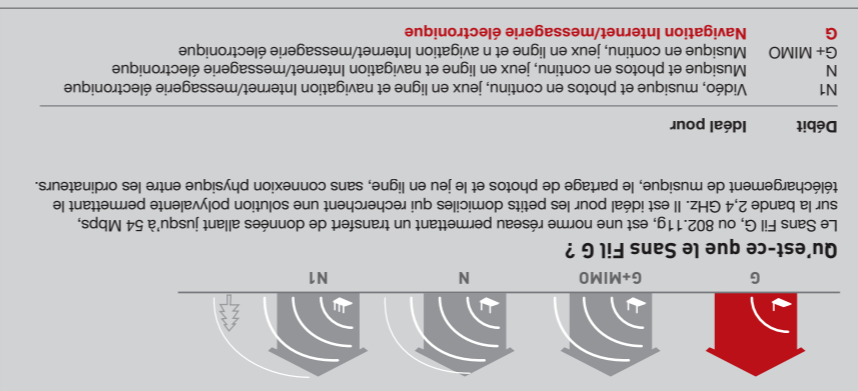 G G+MIMO N N1
Qu'est-ce que le Sans Fil G ?
Le Sans Fil G, ou 802.11g, est une norme réseau permettant un transfert de données allant jusqu'à 54 Mbps,
sur la bande 2,4 GHz. Il est idéal pour les petits domiciles qui recherchent une solution polyvalente permettant le
téléchargement de musique, le partage de photos et le jeu en ligne, sans connexion physique entre les ordinateurs.
Débit Idéal pour
N1 Vidéo, musique et photos en continu, jeux en ligne et navigation Internet/messagerie électronique
N Musique et photos en continu, jeux en ligne et navigation Internet/messagerie électronique
G+ MIMO Musique en continu, jeux en ligne et n avigation Internet/messagerie électronique
G Navigation Internet/messagerie électronique